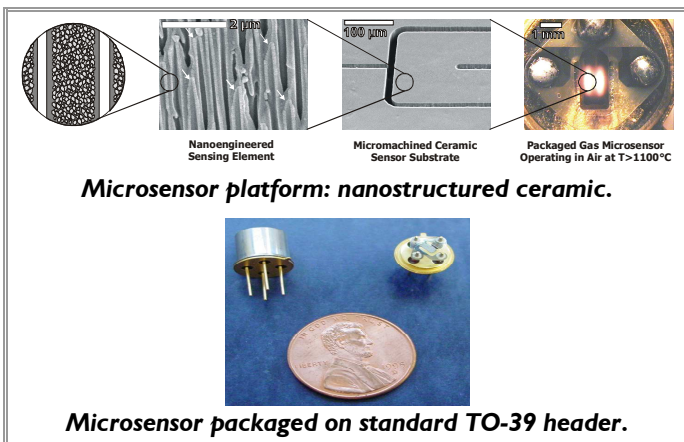 2 μm
100 μm
1 mm
Nanoengineered
Sensing Element
Micromachined Ceramic
Sensor Substrate
Packaged Gas Microsensor
Operating in Air at T>1100°C
Microsensor platform: nanostructured ceramic.
LIBERTY
Microsensor packaged on standard TO-39 header.